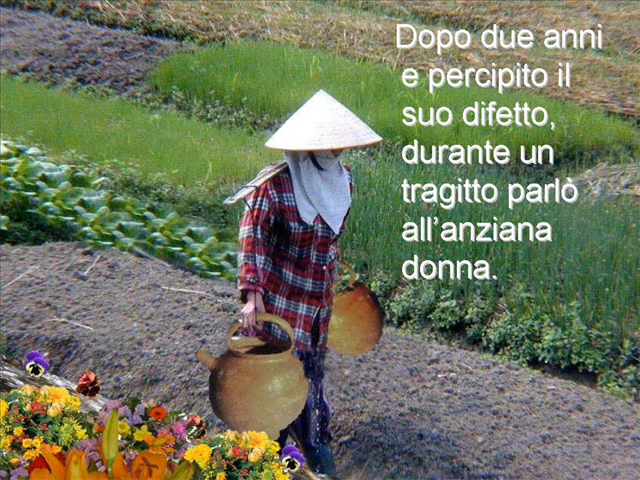 Dopo due anni
e percipito il
suo difetto,
durante un
tragitto parlò
all'anziana
donna.